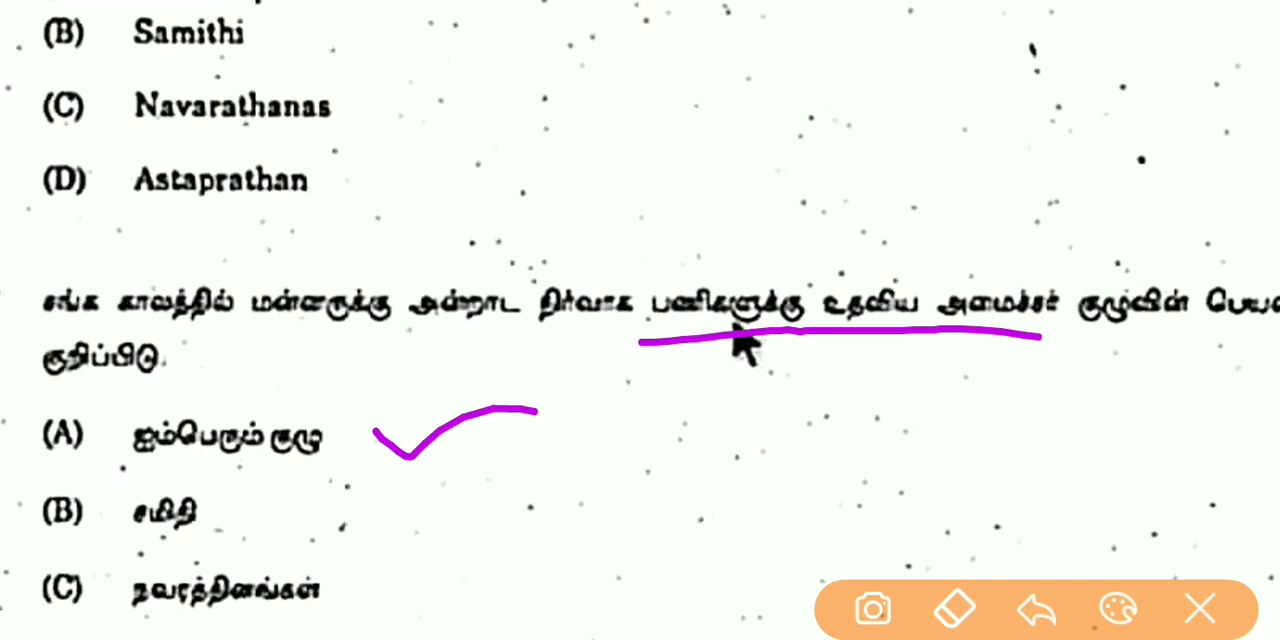 (B) Samithi
(C) Navarathanas
(D) Astaprathan
சங்க காலத்தில் மன்னருக்கு அன்றாட நிர்வாக பணிகளுக்கு உதவிய அமைச்சர் குழுவின்
குறிப்பிடு.
(A) ஐம்பெரும் குழு
(B) சமிதி
(C) நவரத்தினங்கள்